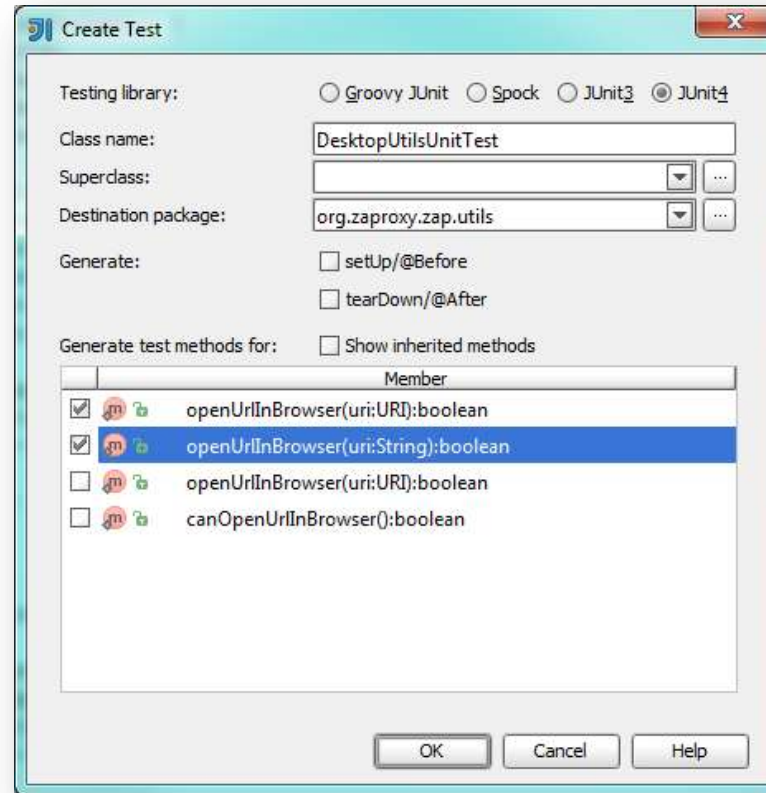 Create Test
Testing library: Groovy JUnit Spock JUnit3 JUnit4
Class name: DesktopUtilsUnitTest
Superclass: ...
Destination package: org.zaproxy.zap.utils ...
Generate: setUp/@Before
tearDown/@After
Generate test methods for: Show inherited methods
Member
m openUrlInBrowser(uri:URI):boolean
m openUrlInBrowser(uri:String):boolean
m openUrlInBrowser(uri:URI):boolean
m canOpenUrlInBrowser():boolean
OK Cancel Help